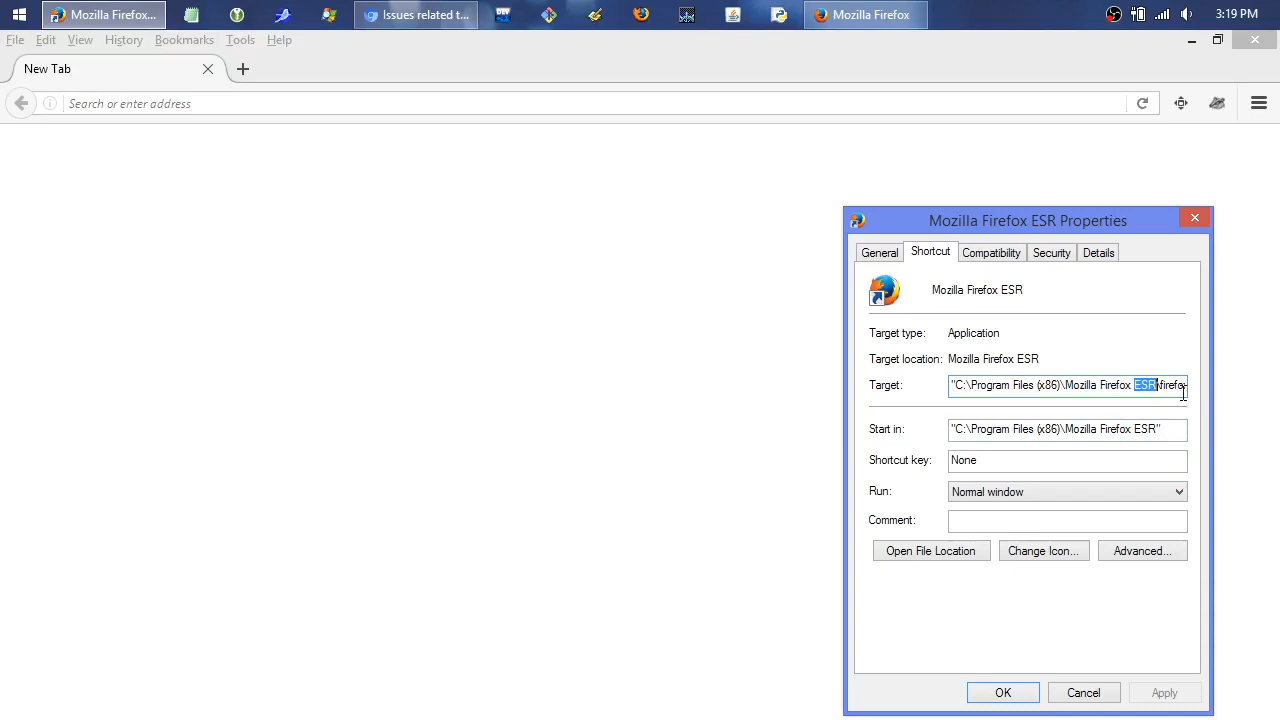 Mozilla Firefox...
Issues related t...
DEV
Mozilla Firefox
3:19 PM
File Edit View History Bookmarks Tools Help
New Tab
Search or enter address
Mozilla Firefox ESR Properties
General Shortcut Compatibility Security Details
Mozilla Firefox ESR
Target type: Application
Target location: Mozilla Firefox ESR
Target: "C:\Program Files (x86)\Mozilla Firefox ESR\firefo
Start in: "C:\Program Files (x86)\Mozilla Firefox ESR"
Shortcut key: None
Run: Normal window
Comment:
Open File Location Change Icon... Advanced...
OK Cancel Apply